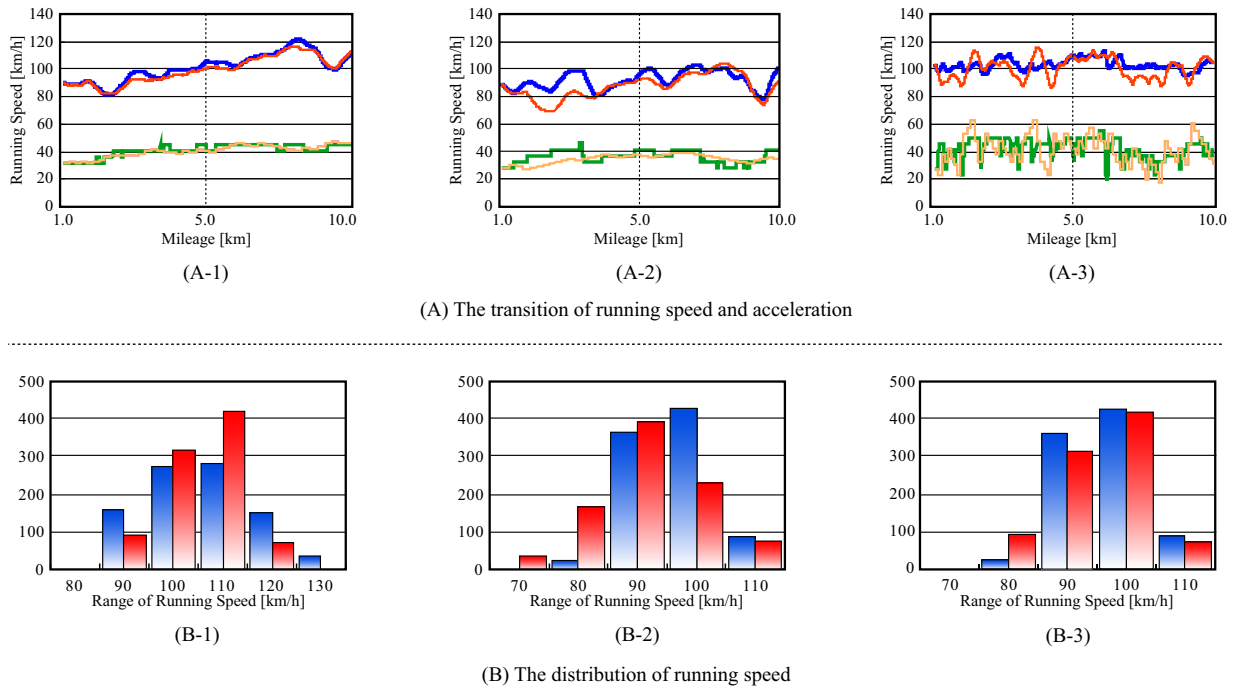 140
120
100
80
60
40
20
0
Running Speed [km/h]
1.0
5.0
10.0
Mileage [km]
(A-1)
140
120
100
80
60
40
20
0
Running Speed [km/h]
1.0
5.0
10.0
Mileage [km]
(A-2)
140
120
100
80
60
40
20
0
Running Speed [km/h]
1.0
5.0
10.0
Mileage [km]
(A-3)
(A) The transition of running speed and acceleration
500
400
300
200
100
0
80 90 100 110 120 130
Range of Running Speed [km/h]
(B-1)
500
400
300
200
100
0
70 80 90 100 110
Range of Running Speed [km/h]
(B-2)
500
400
300
200
100
0
70 80 90 100 110
Range of Running Speed [km/h]
(B-3)
(B) The distribution of running speed